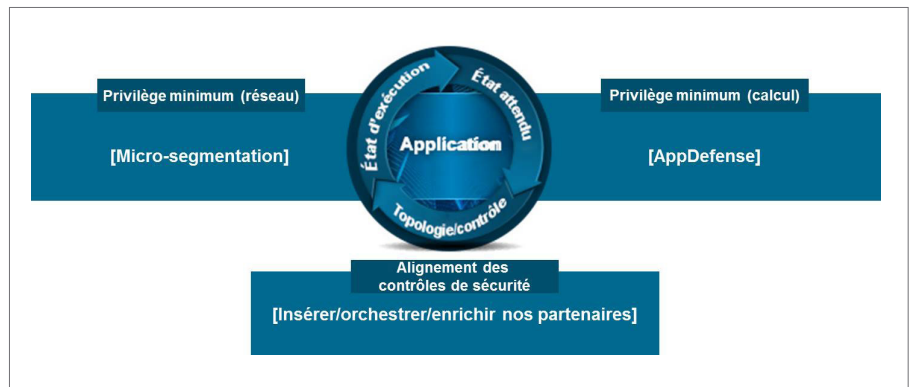 État d'exécution
État attendu
Privilège minimum (réseau)
Privilège minimum (calcul)
[Micro-segmentation]
Application
[AppDefense]
Topologie/contrôle
Alignement des
contrôles de sécurité
[Insérer/orchestrer/enrichir nos partenaires]